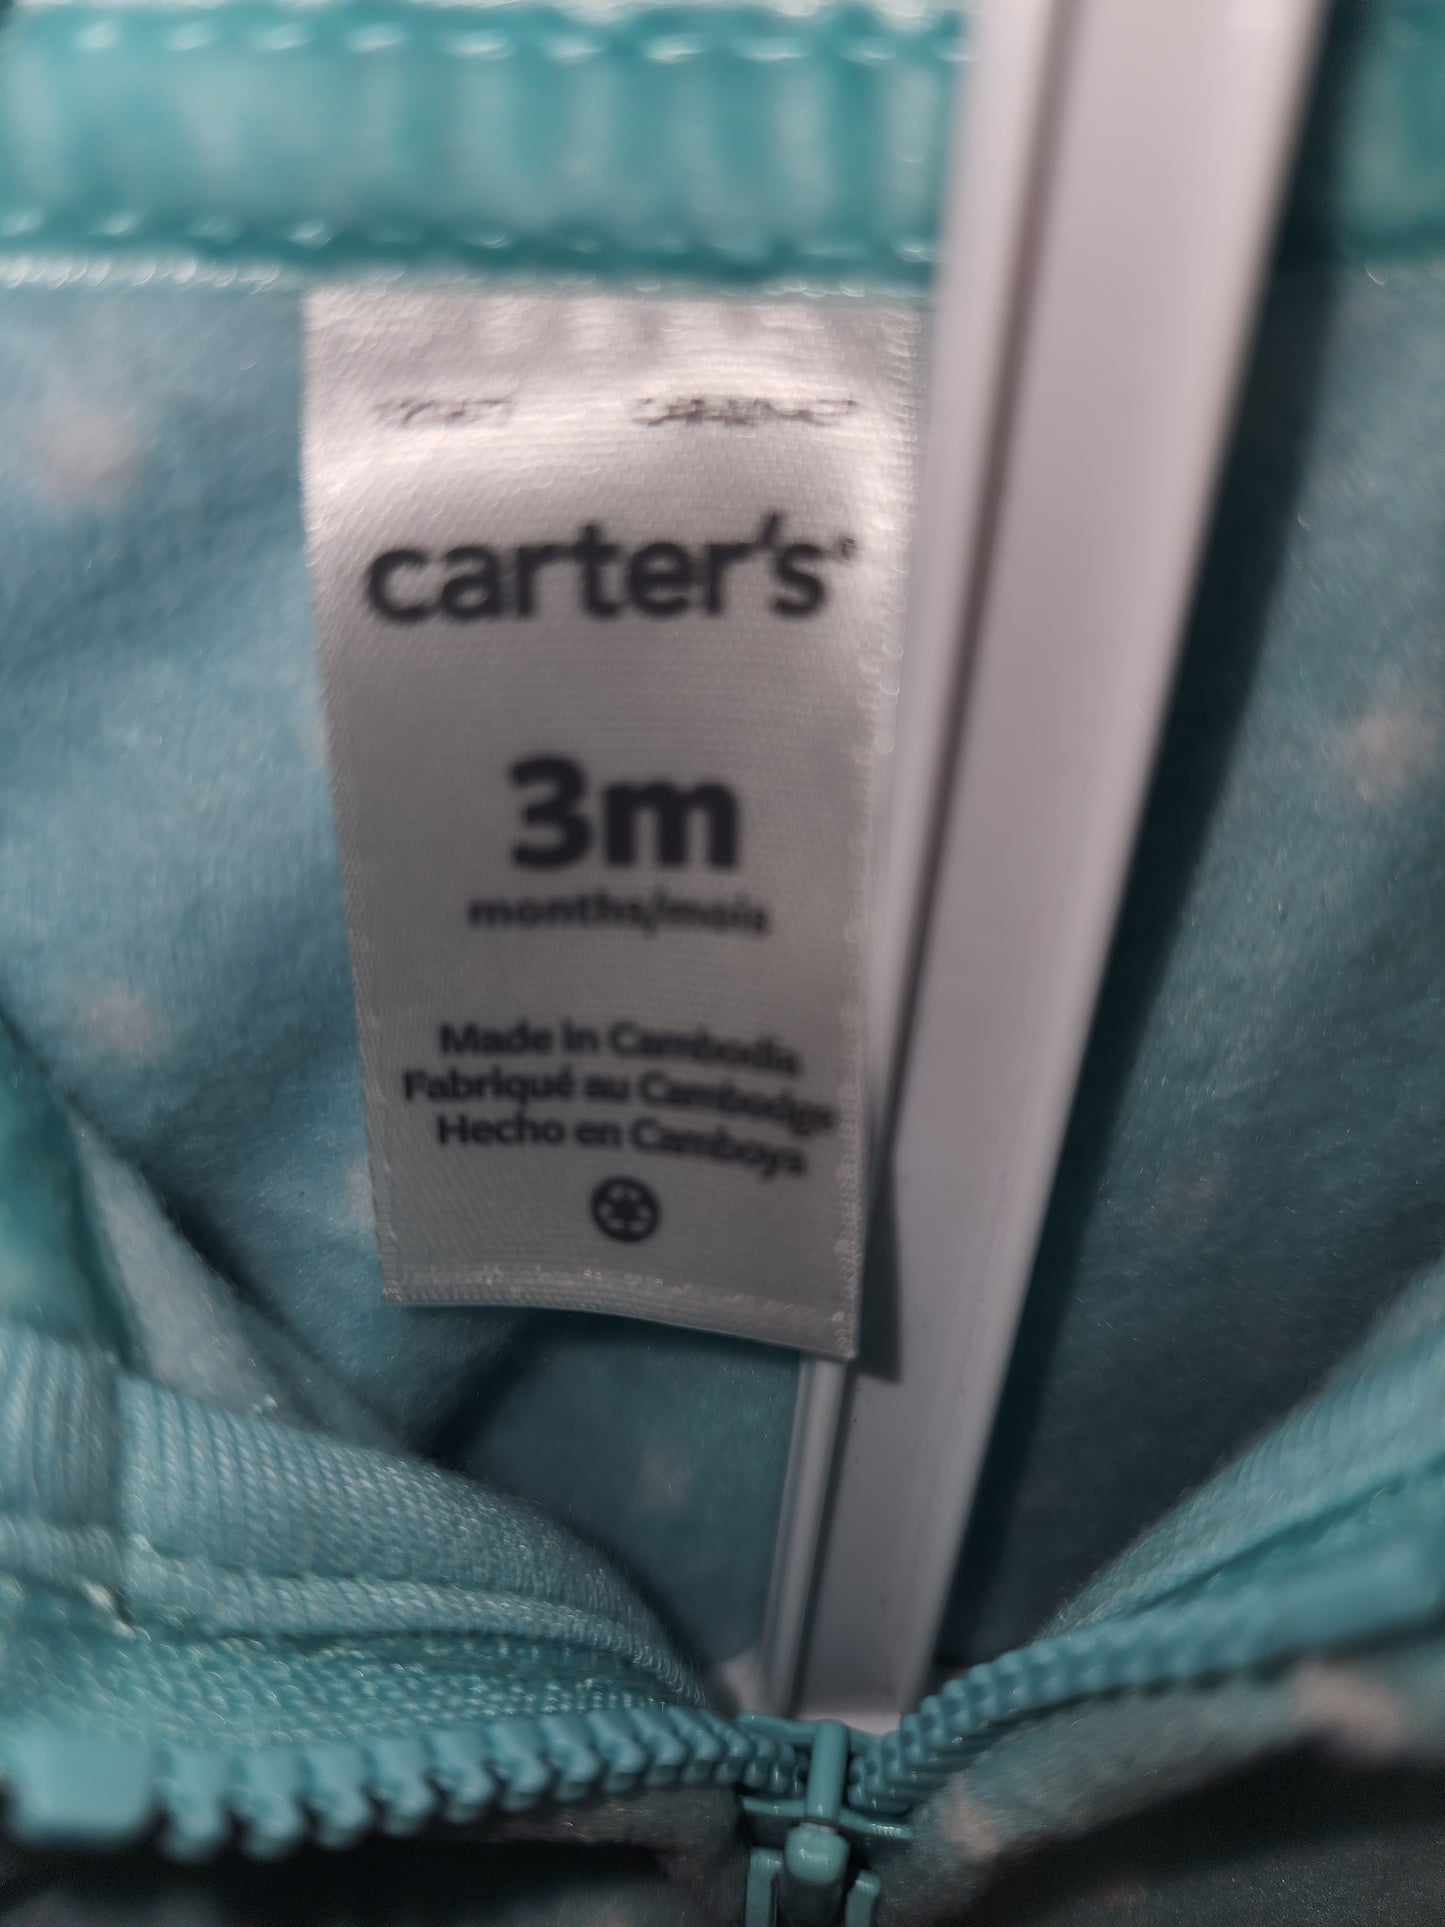 carter's®
3m
months/mois
Made in Cambodia
Fabriqué au Cambodge
Hecho en Camboya